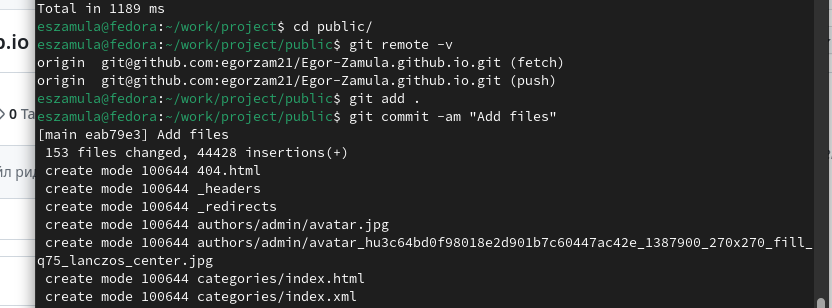 Total in 1189 ms
eszamula@fedora:~/work/project$ cd public/
eszamula@fedora:~/work/project/public$ git remote -v
origin  git@github.com:egorzam21/Egor-Zamula.github.io.git (fetch)
origin  git@github.com:egorzam21/Egor-Zamula.github.io.git (push)
eszamula@fedora:~/work/project/public$ git add .
eszamula@fedora:~/work/project/public$ git commit -am "Add files"
[main eab79e3] Add files
 153 files changed, 44428 insertions(+)
 create mode 100644 404.html
 create mode 100644 _headers
 create mode 100644 _redirects
 create mode 100644 authors/admin/avatar.jpg
 create mode 100644 authors/admin/avatar_hu3c64bd0f98018e2d901b7c60447ac42e_1387900_270x270_fill_
q75_lanczos_center.jpg
 create mode 100644 categories/index.html
 create mode 100644 categories/index.xml
b.io
0 Ta